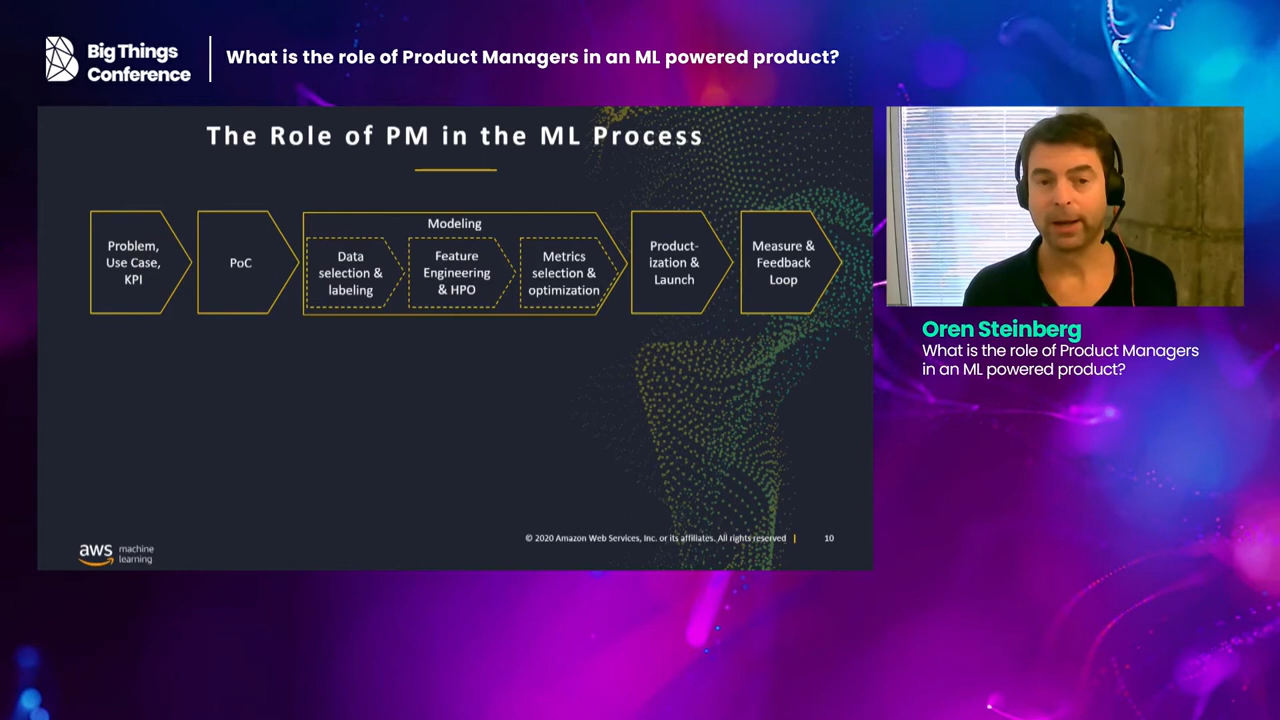 Big Things
Conference
What is the role of Product Managers in an ML powered product?
The Role of PM in the ML Process
Problem,
Use Case,
KPI
PoC
Modeling
Data
selection &
labeling
Feature
Engineering
& HPO
Metrics
selection &
optimization
Product-
ization &
Launch
Measure &
Feedback
Loop
aws machine
learning
© 2020 Amazon Web Services, Inc. or its affiliates. All rights reserved | 10
Oren Steinberg
What is the role of Product Managers
in an ML powered product?